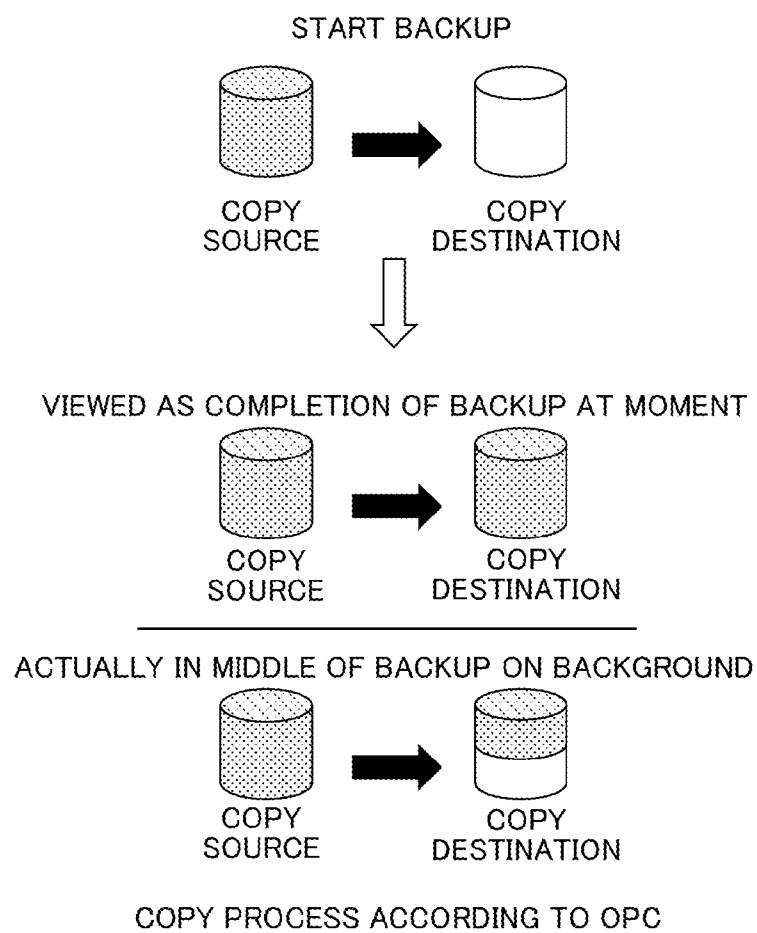 START BACKUP
COPY SOURCE
COPY DESTINATION
VIEWED AS COMPLETION OF BACKUP AT MOMENT
COPY SOURCE
COPY DESTINATION
ACTUALLY IN MIDDLE OF BACKUP ON BACKGROUND
COPY SOURCE
COPY DESTINATION
COPY PROCESS ACCORDING TO OPC